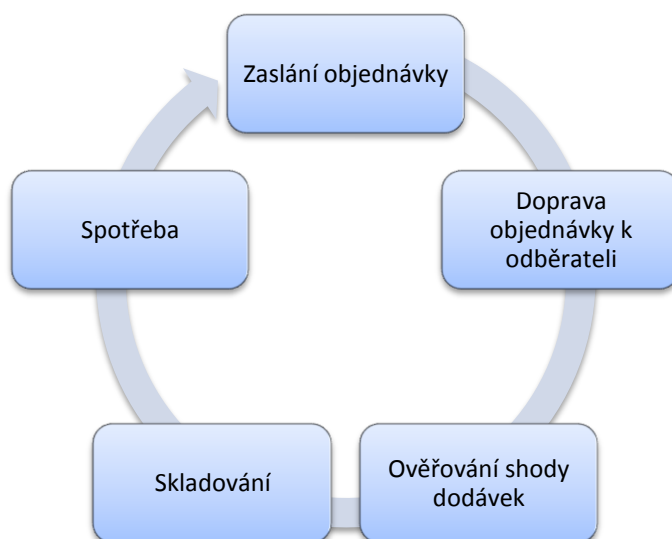 Zaslání objednávky
Doprava
objednávky k
odběrateli
Ověřování shody
dodávek
Skladování
Spotřeba